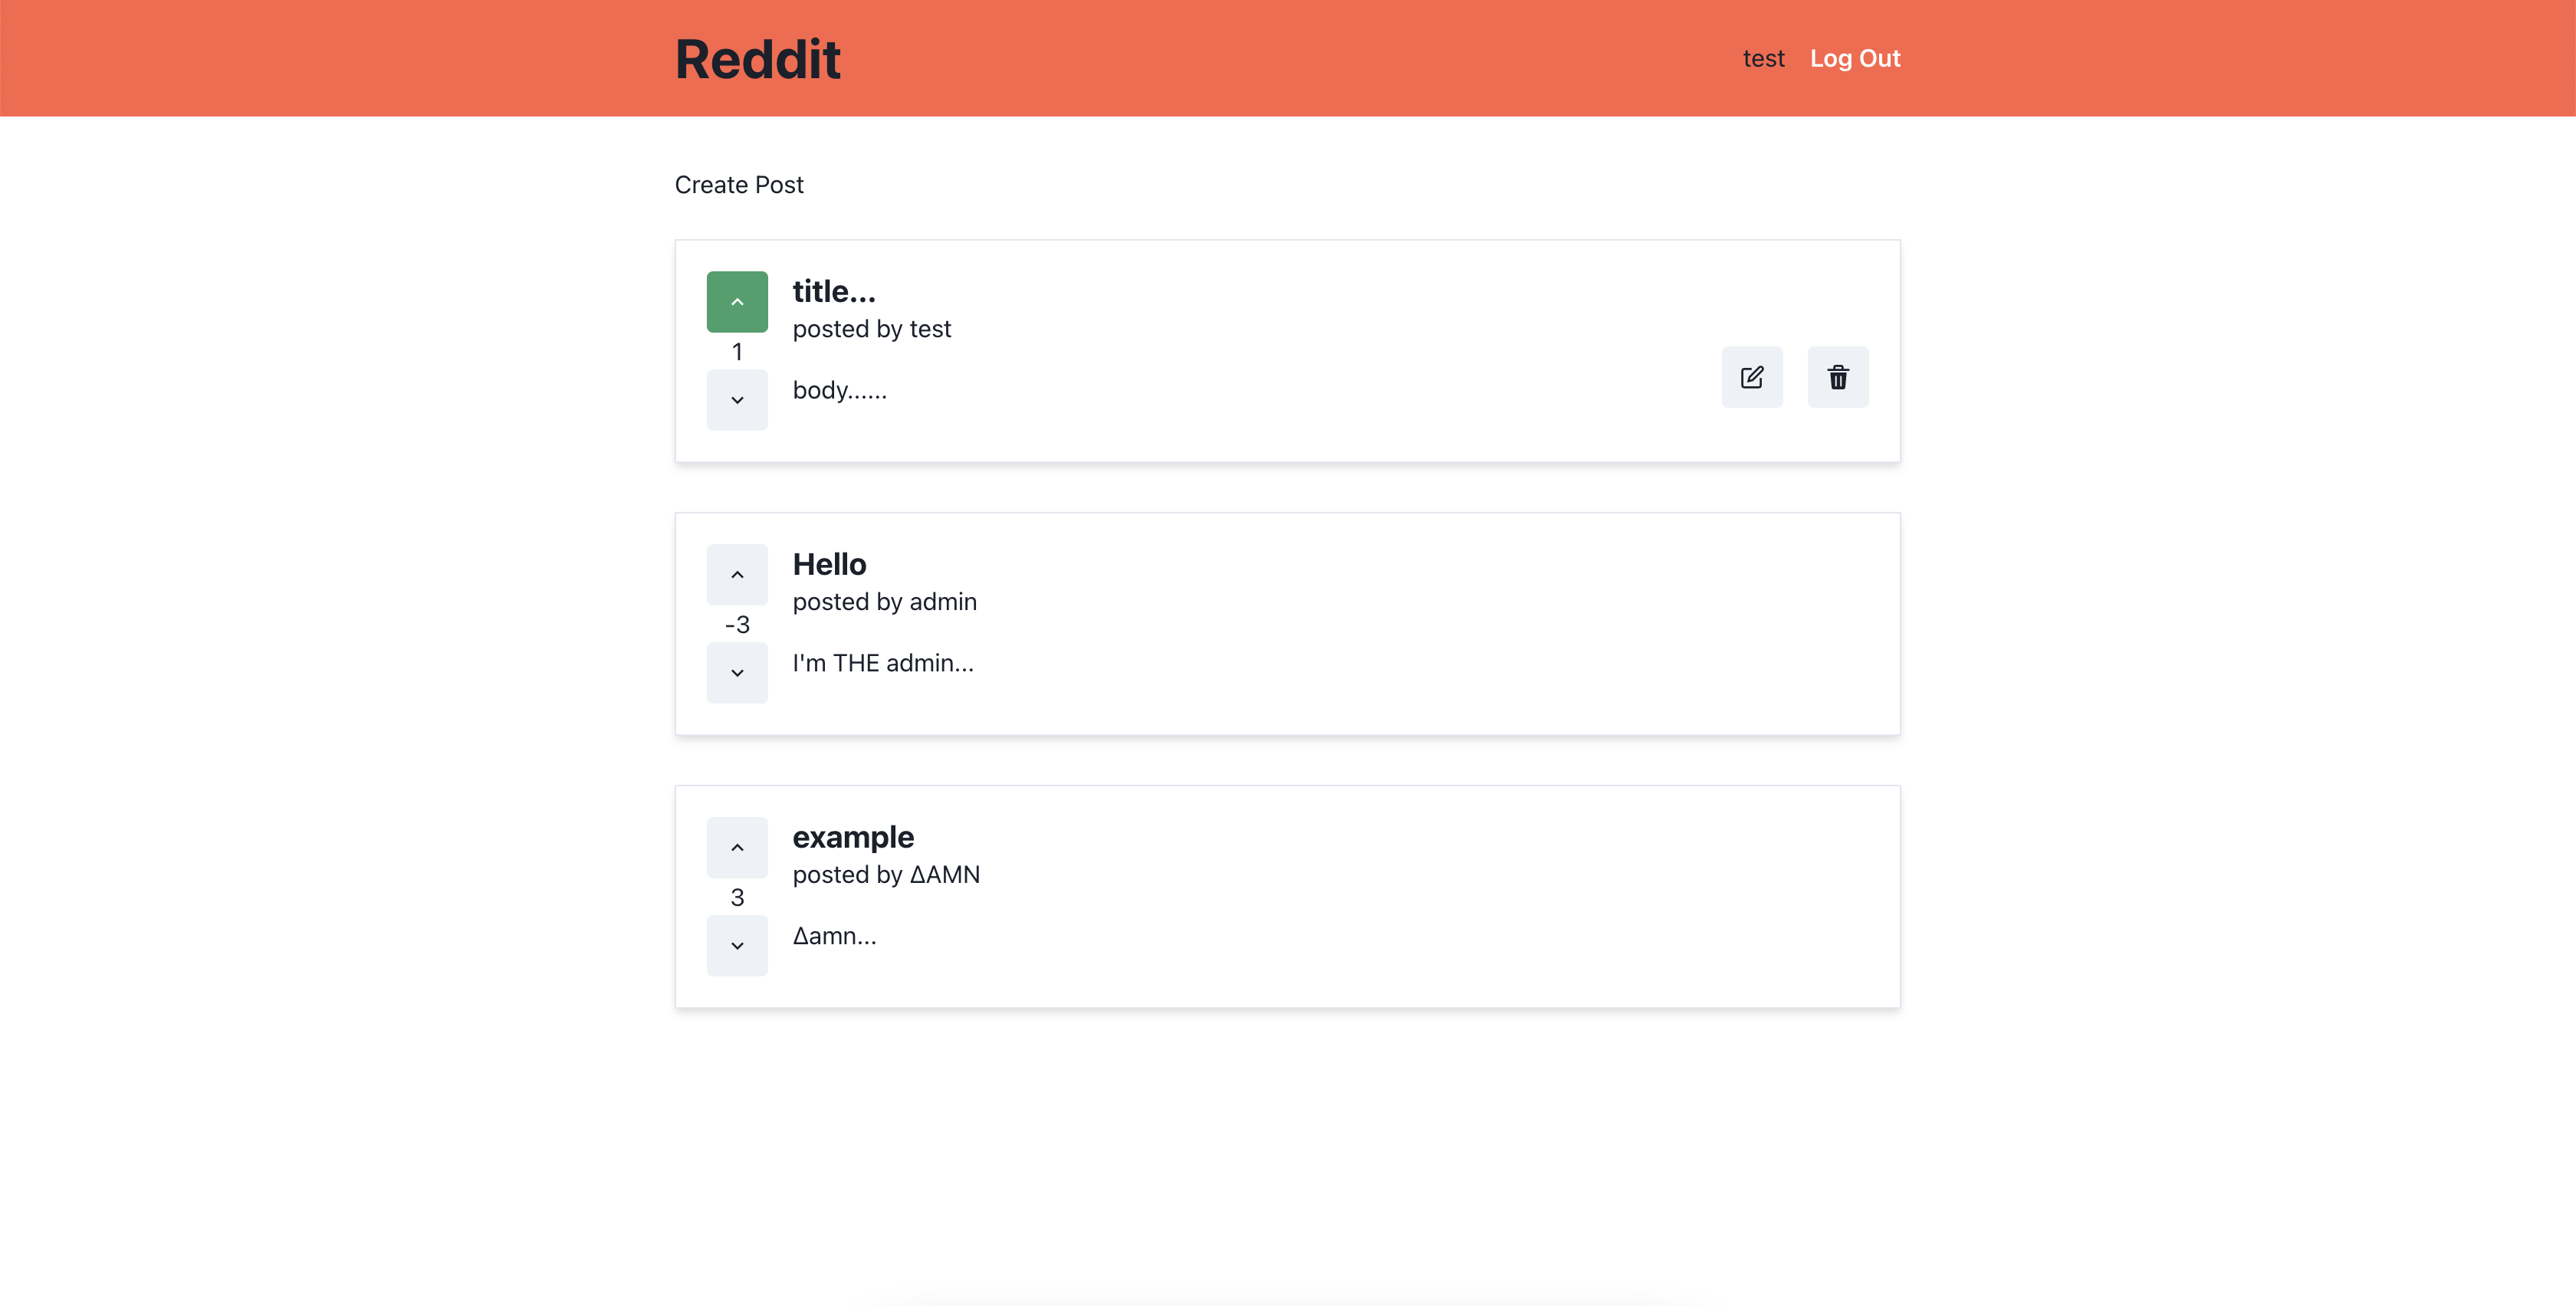 Reddit
test Log Out
Create Post
title...
posted by test
1
body......
Hello
posted by admin
-3
I'm THE admin...
example
posted by ΔAMN
3
Δamn...